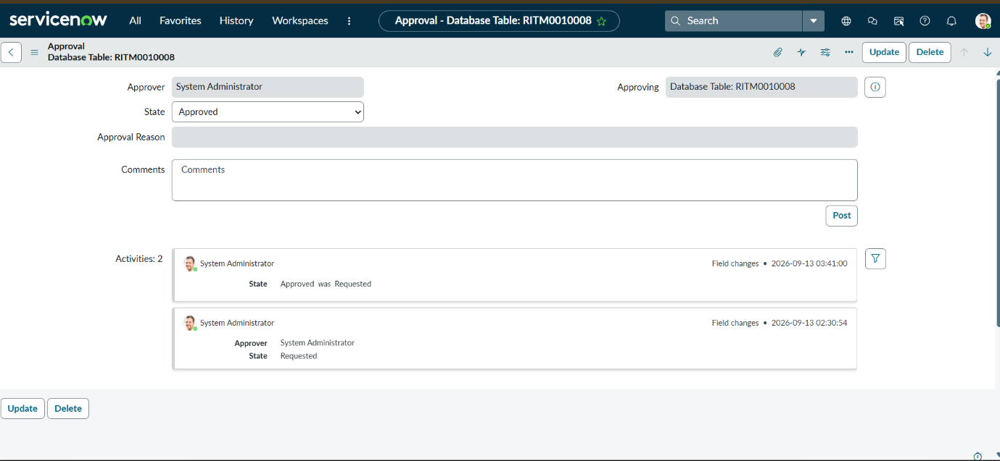 servicenow All Favorites History Workspaces Approval - Database Table: RITM0010008 Search
Approval
Database Table: RITM0010008
Update Delete
Approver System Administrator Approving Database Table: RITM0010008
State Approved
Approval Reason
Comments Comments
Post
Activities: 2 System Administrator Field changes • 2026-09-13 03:41:00
State Approved was Requested
System Administrator Field changes • 2026-09-13 02:30:54
Approver System Administrator
State Requested
Update Delete